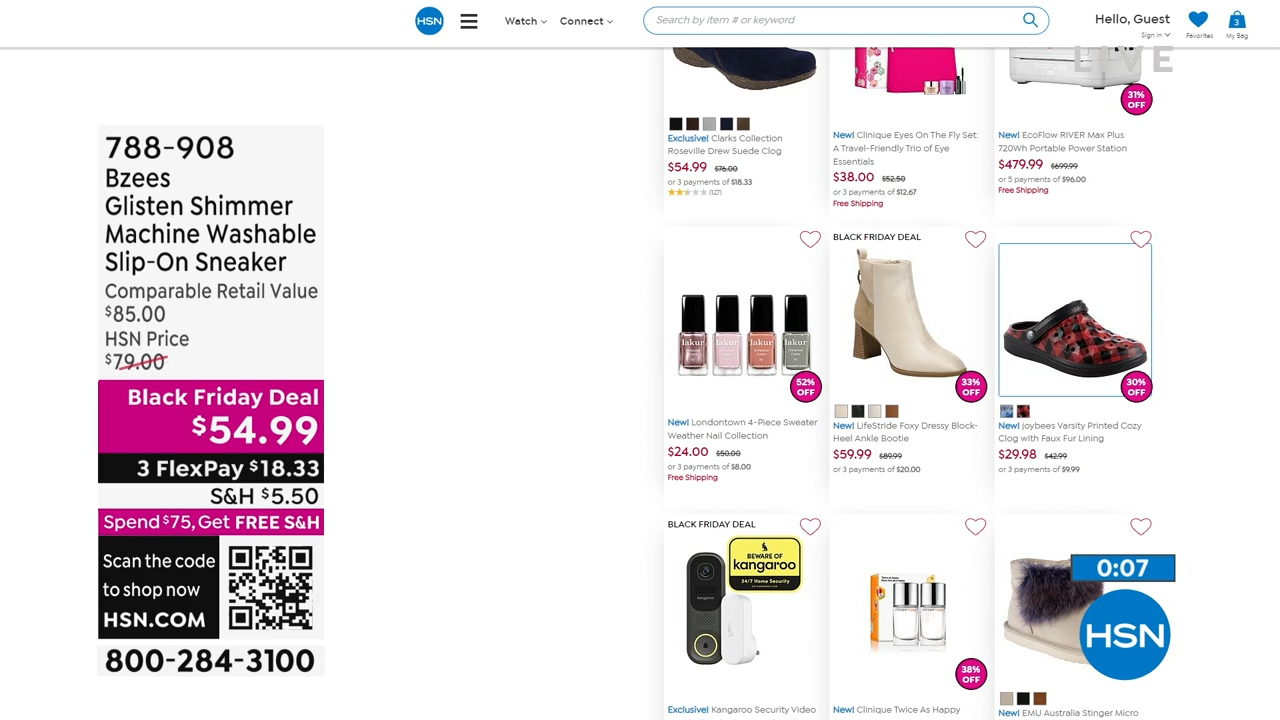 HSN
Watch
Connect
Search by item # or keyword
Hello, Guest
Sign in
Favorites
3
My Bag
LIVE
788-908
Bzees
Glisten Shimmer
Machine Washable
Slip-On Sneaker
Comparable Retail Value
$85.00
HSN Price
$79.00
Black Friday Deal
$54.99
3 FlexPay $18.33
S&H $5.50
Spend $75, Get FREE S&H
Scan the code
to shop now
HSN.COM
800-284-3100
Exclusive! Clarks Collection
Roseville Drew Suede Clog
$54.99 $76.00
or 3 payments of $18.33
(127)
New! Clinique Eyes On The Fly Set:
A Travel-Friendly Trio of Eye
Essentials
$38.00 $52.50
or 3 payments of $12.67
Free Shipping
31%
OFF
New! EcoFlow RIVER Max Plus
720Wh Portable Power Station
$479.99 $699.99
or 5 payments of $96.00
Free Shipping
lakur
lakur
lakur
lakur
52%
OFF
New! Londontown 4-Piece Sweater
Weather Nail Collection
$24.00 $50.00
or 3 payments of $8.00
Free Shipping
BLACK FRIDAY DEAL
33%
OFF
New! LifeStride Foxy Dressy Block-
Heel Ankle Bootie
$59.99 $89.99
or 3 payments of $20.00
30%
OFF
New! Joybees Varsity Printed Cozy
Clog with Faux Fur Lining
$29.98 $42.99
or 3 payments of $9.99
BLACK FRIDAY DEAL
BEWARE OF
kangaroo
24/7 Home Security
Exclusive! Kangaroo Security Video
38%
OFF
New! Clinique Twice As Happy
0:07
HSN
New! EMU Australia Stinger Micro